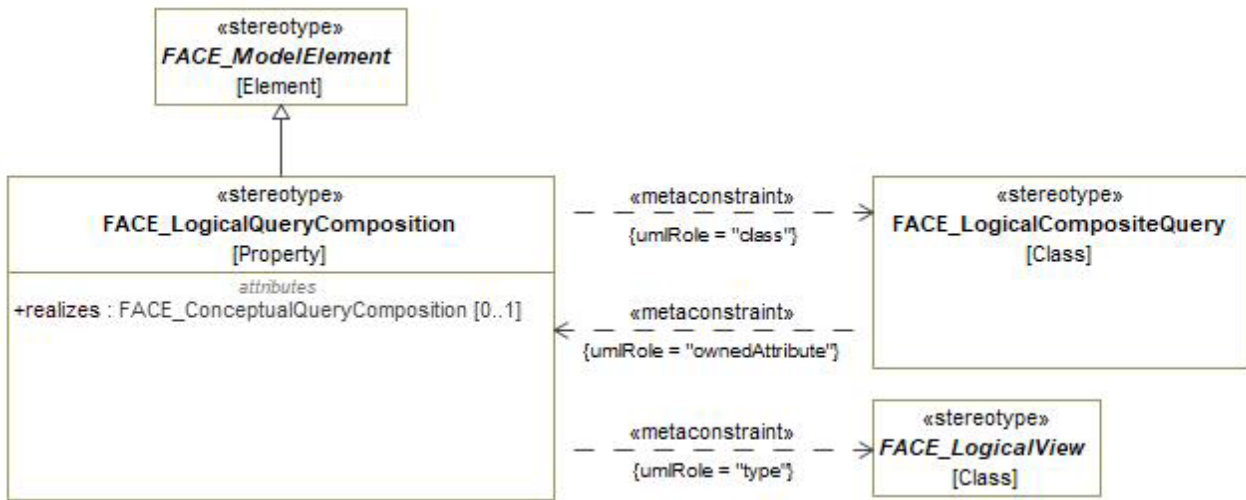 «stereotype»
FACE_ModelElement
[Element]
«stereotype»
FACE_LogicalQueryComposition
[Property]
attributes
+realizes : FACE_ConceptualQueryComposition [0..1]
«metaconstraint»
{umlRole = "class"}
«stereotype»
FACE_LogicalCompositeQuery
[Class]
«metaconstraint»
{umlRole = "ownedAttribute"}
«metaconstraint»
{umlRole = "type"}
«stereotype»
FACE_LogicalView
[Class]